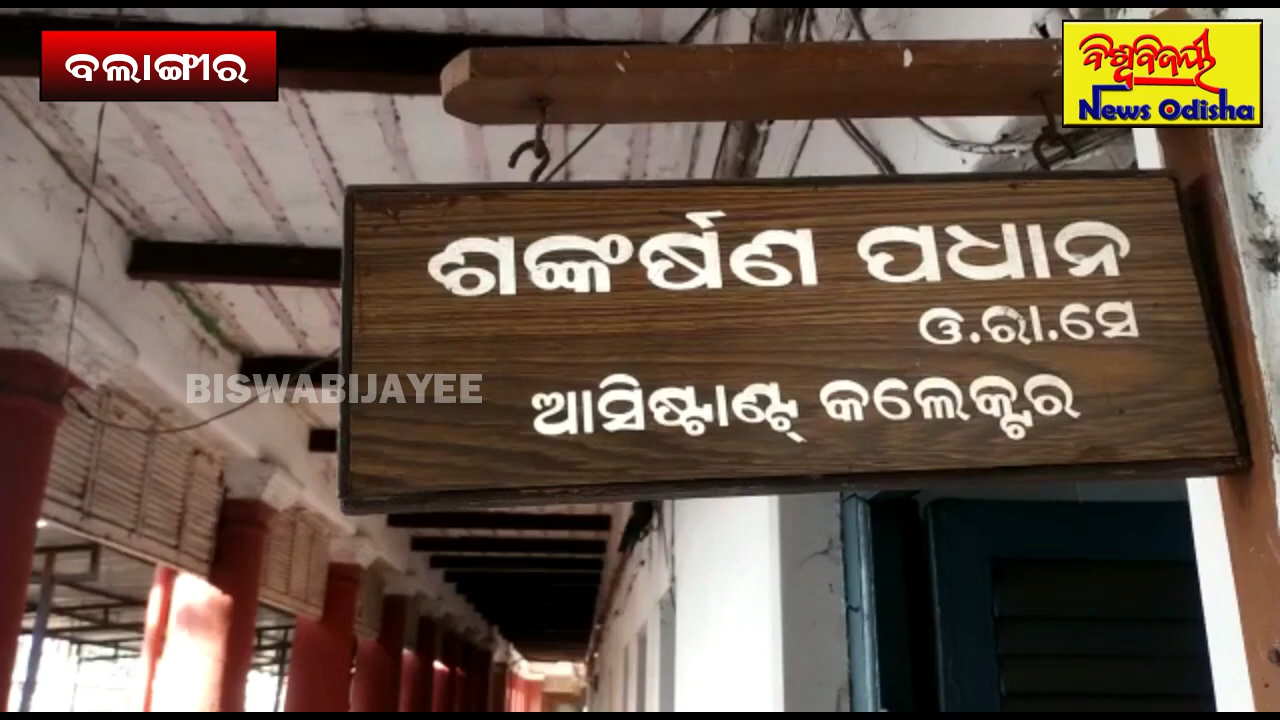 ବଲାଙ୍ଗୀର
ବିଶ୍ୱବିଜୟୀ
News Odisha
ଶଙ୍କର୍ଷଣ ପଧାନ
ଓ.ରା.ସେ
ଆସିଷ୍ଟାଣ୍ଟ୍ କଲେକ୍ଟର
BISWABIJAYEE